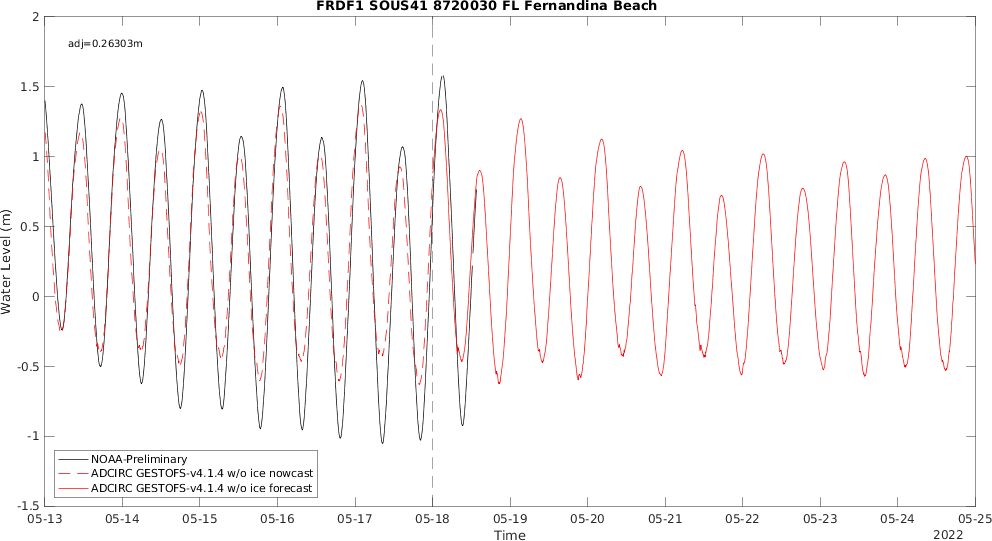 FRDF1 SOUS41 8720030 FL Fernandina Beach
adj=0.26303m
Water Level (m)
2
1.5
1
0.5
0
-0.5
-1
-1.5
NOAA-Preliminary
ADCIRC GESTOFS-v4.1.4 w/o ice nowcast
ADCIRC GESTOFS-v4.1.4 w/o ice forecast
05-13 05-14 05-15 05-16 05-17 05-18 05-19 05-20 05-21 05-22 05-23 05-24 05-25
Time
2022